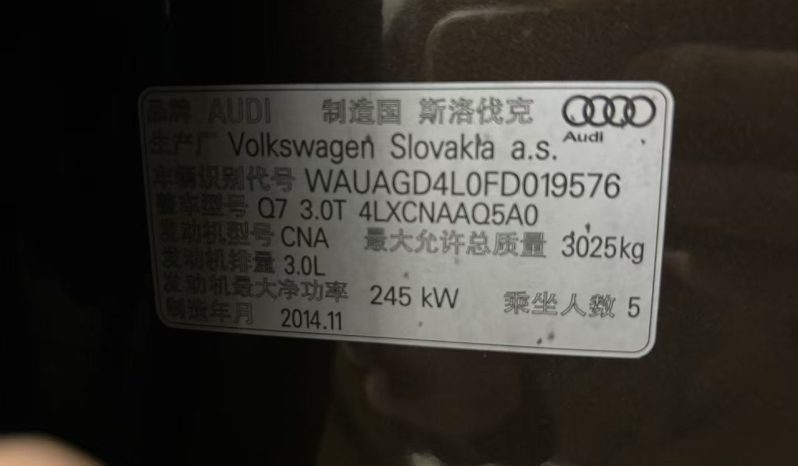 品牌 AUDI 制造国 斯洛伐克
Audi
生产厂 Volkswagen Slovakia a.s.
车辆识别代号 WAUAGD4L0FD019576
整车型号 Q7 3.0T 4LXCNAAQ5A0
发动机型号 CNA 最大允许总质量 3025kg
发动机排量 3.0L
发动机最大净功率 245 kW 乘坐人数 5
制造年月 2014.11